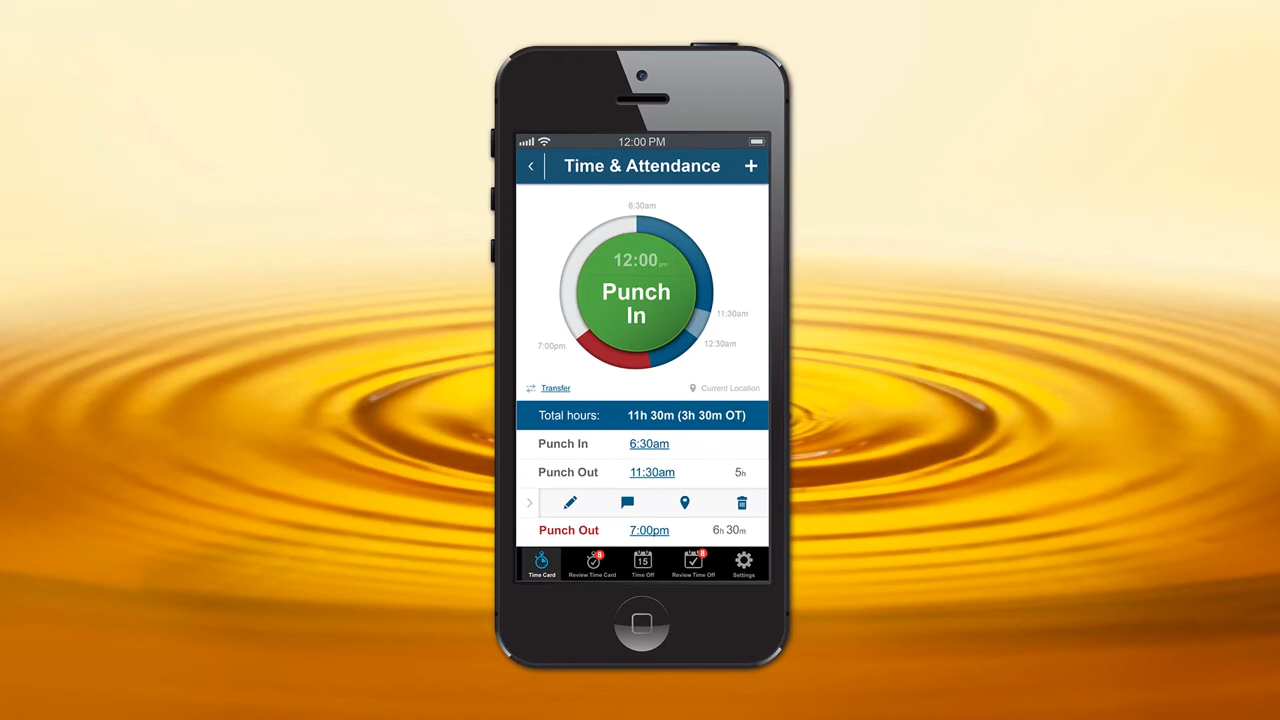 12:00 PM
Time & Attendance
6:30am
12:00 pm
Punch
In
11:30am
12:30am
7:00pm
Transfer
Current Location
Total hours: 11h 30m (3h 30m OT)
Punch In 6:30am
Punch Out 11:30am 5h
Punch Out 7:00pm 6h 30m
8 15 8
Time Card Review Time Card Time Off Review Time Off Settings